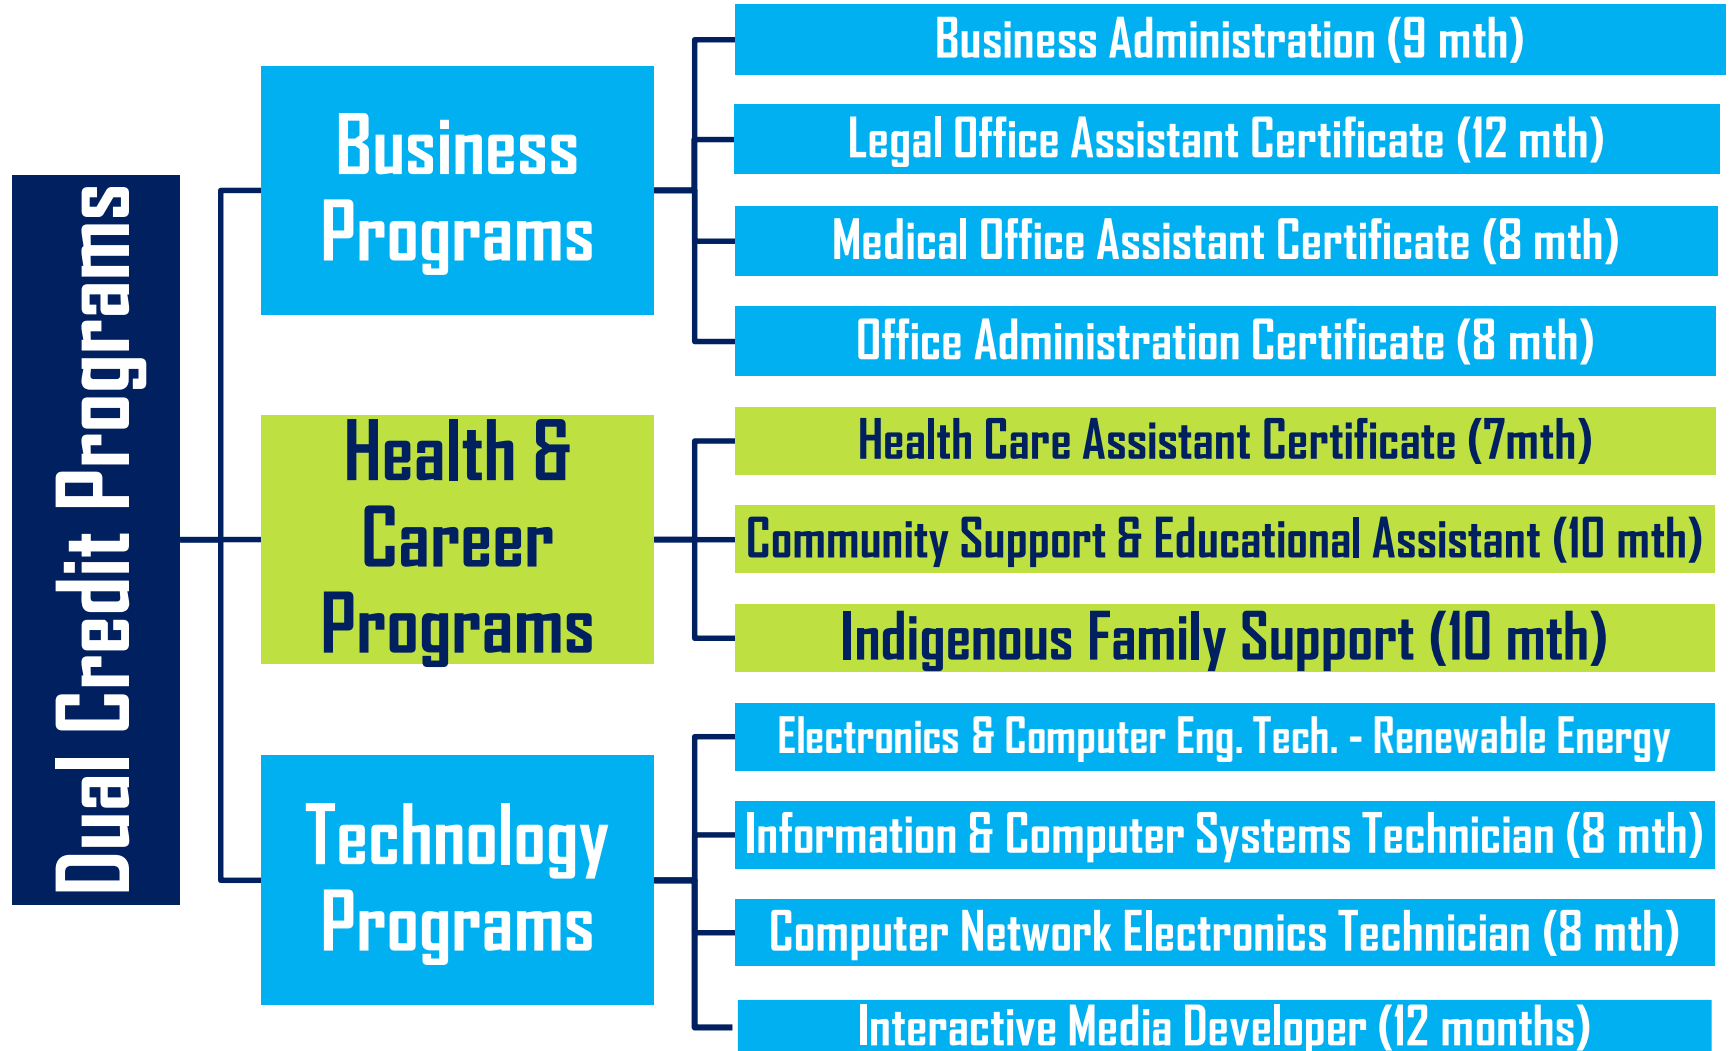 Dual Credit Programs
Business
Programs
Business Administration (9 mth)
Legal Office Assistant Certificate (12 mth)
Medical Office Assistant Certificate (8 mth)
Office Administration Certificate (8 mth)
Health &
Career
Programs
Health Care Assistant Certificate (7mth)
Community Support & Educational Assistant (10 mth)
Indigenous Family Support (10 mth)
Technology
Programs
Electronics & Computer Eng. Tech. - Renewable Energy
Information & Computer Systems Technician (8 mth)
Computer Network Electronics Technician (8 mth)
Interactive Media Developer (12 months)